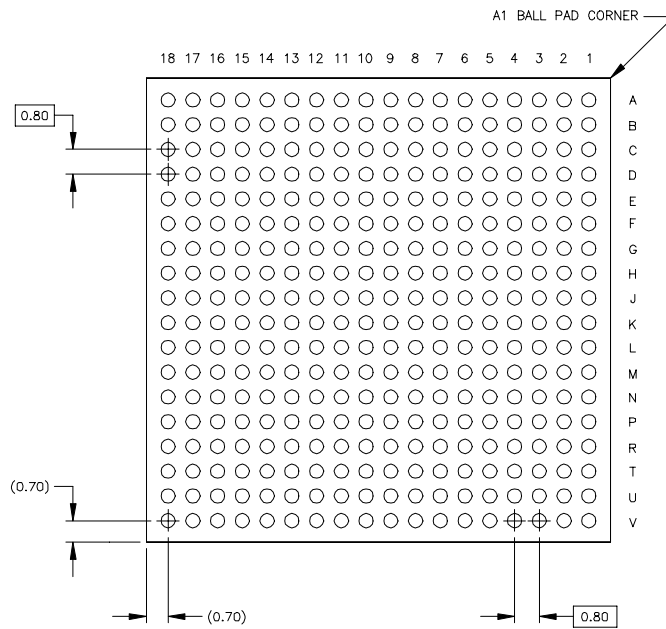 A1 BALL PAD CORNER
18 17 16 15 14 13 12 11 10 9 8 7 6 5 4 3 2 1
A
0.80
B
C
D
E
F
G
H
J
K
L
M
N
P
R
(0.70)
T
U
V
(0.70)
0.80